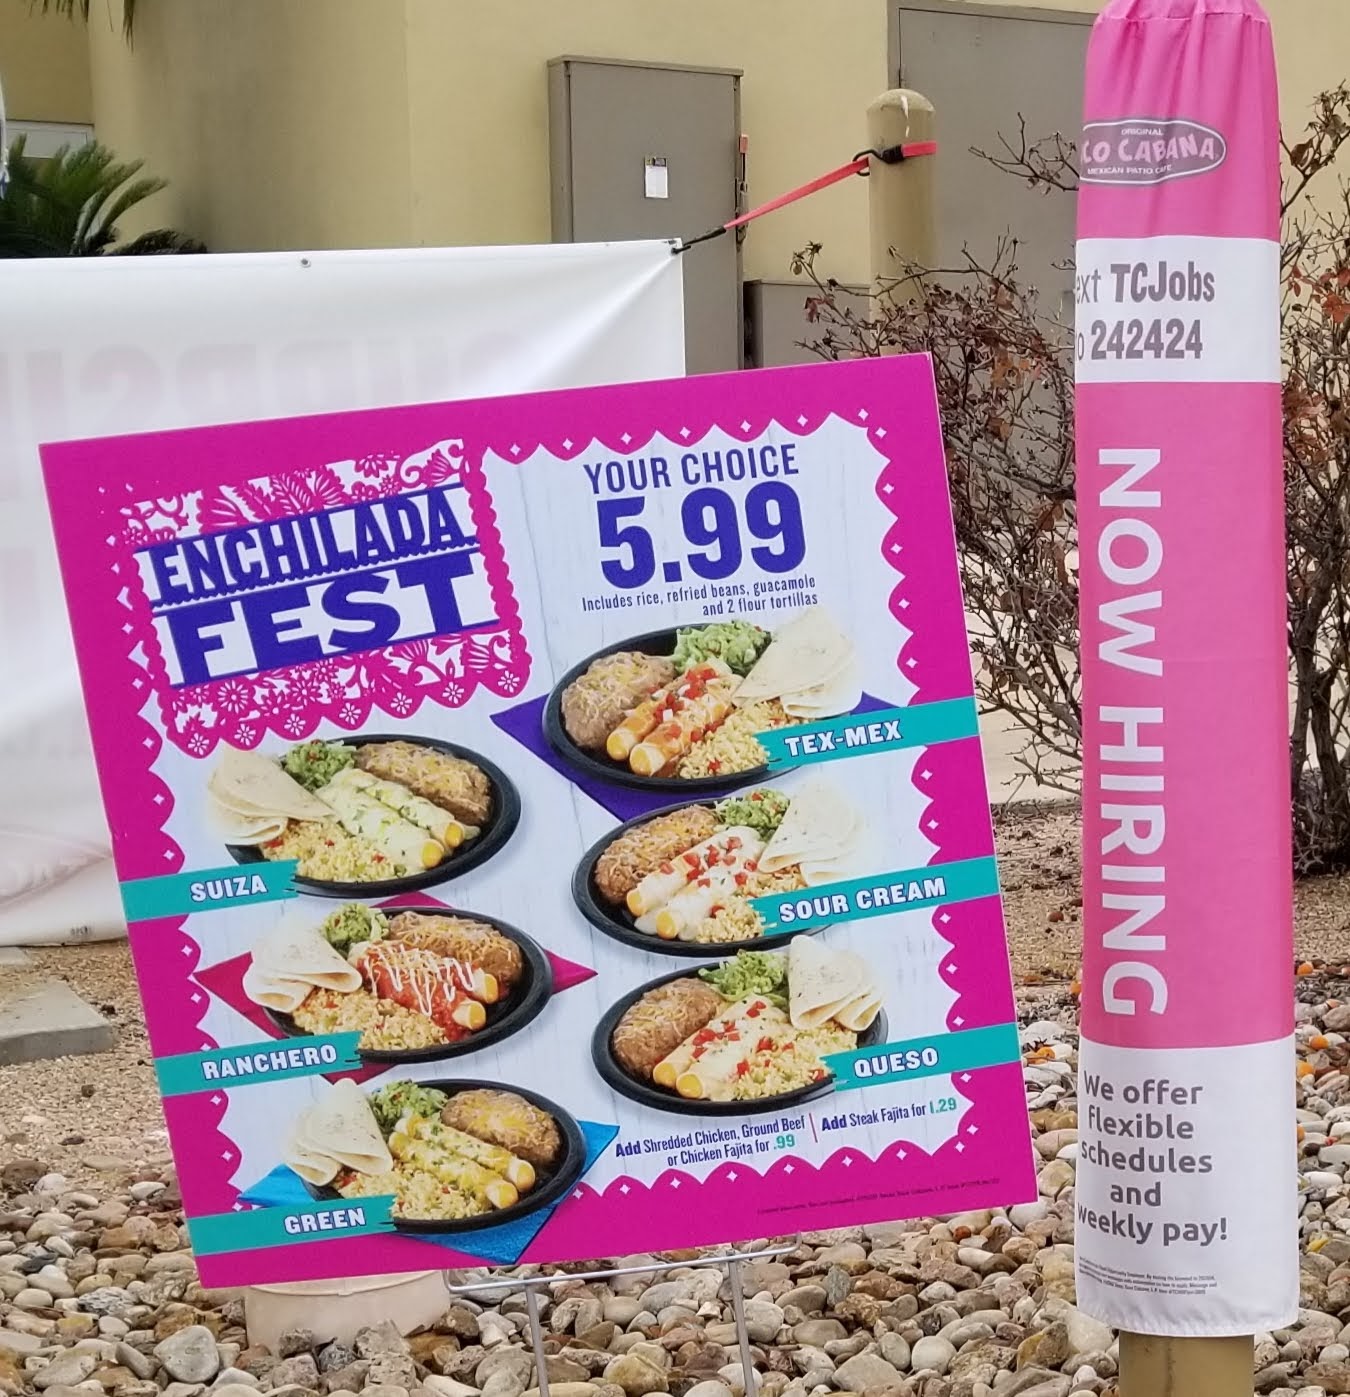 ENCHILADA
FEST
YOUR CHOICE
5.99
Includes rice, refried beans, guacamole
and 2 flour tortillas
TEX-MEX
SUIZA
SOUR CREAM
RANCHERO
QUESO
GREEN
Add Shredded Chicken, Ground Beef
or Chicken Fajita for .99
Add Steak Fajita for 1.29
ORIGINAL
CO CABANA
MEXICAN PATIO CAFE
ext TCJobs
o 242424
NOW HIRING
We offer
flexible
schedules
and
weekly pay!